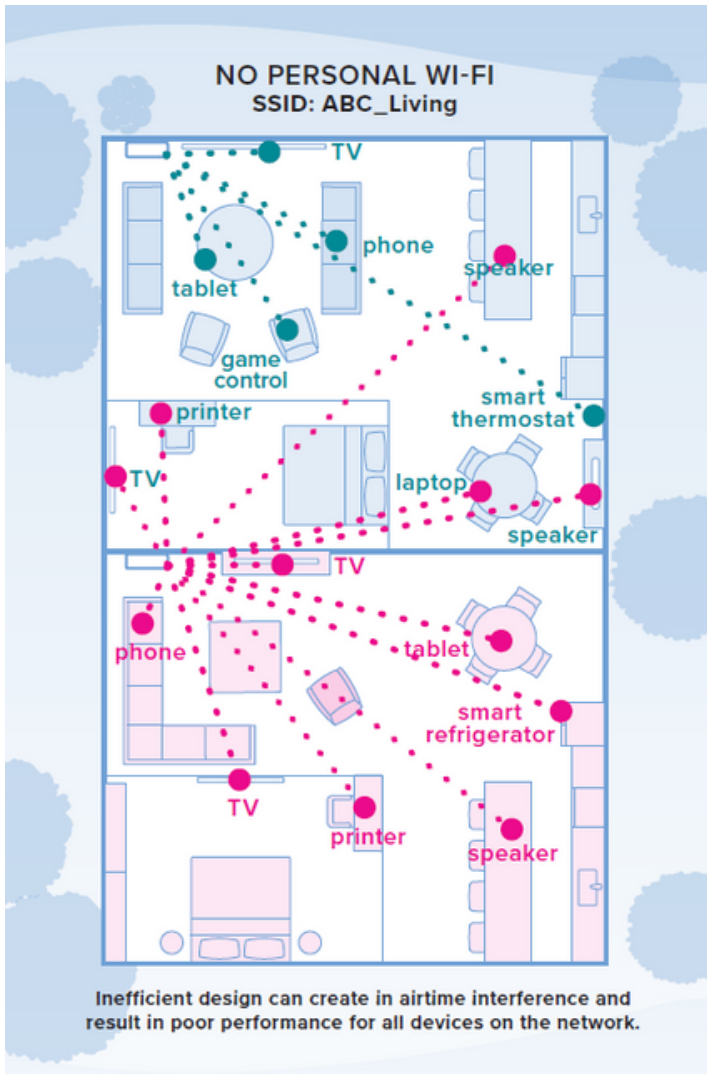 NO PERSONAL WI-FI
SSID: ABC_Living
TV
phone
speaker
tablet
game
control
smart
thermostat
printer
TV
laptop
speaker
TV
phone
tablet
smart
refrigerator
TV
printer
speaker
Inefficient design can create in airtime interference and
result in poor performance for all devices on the network.